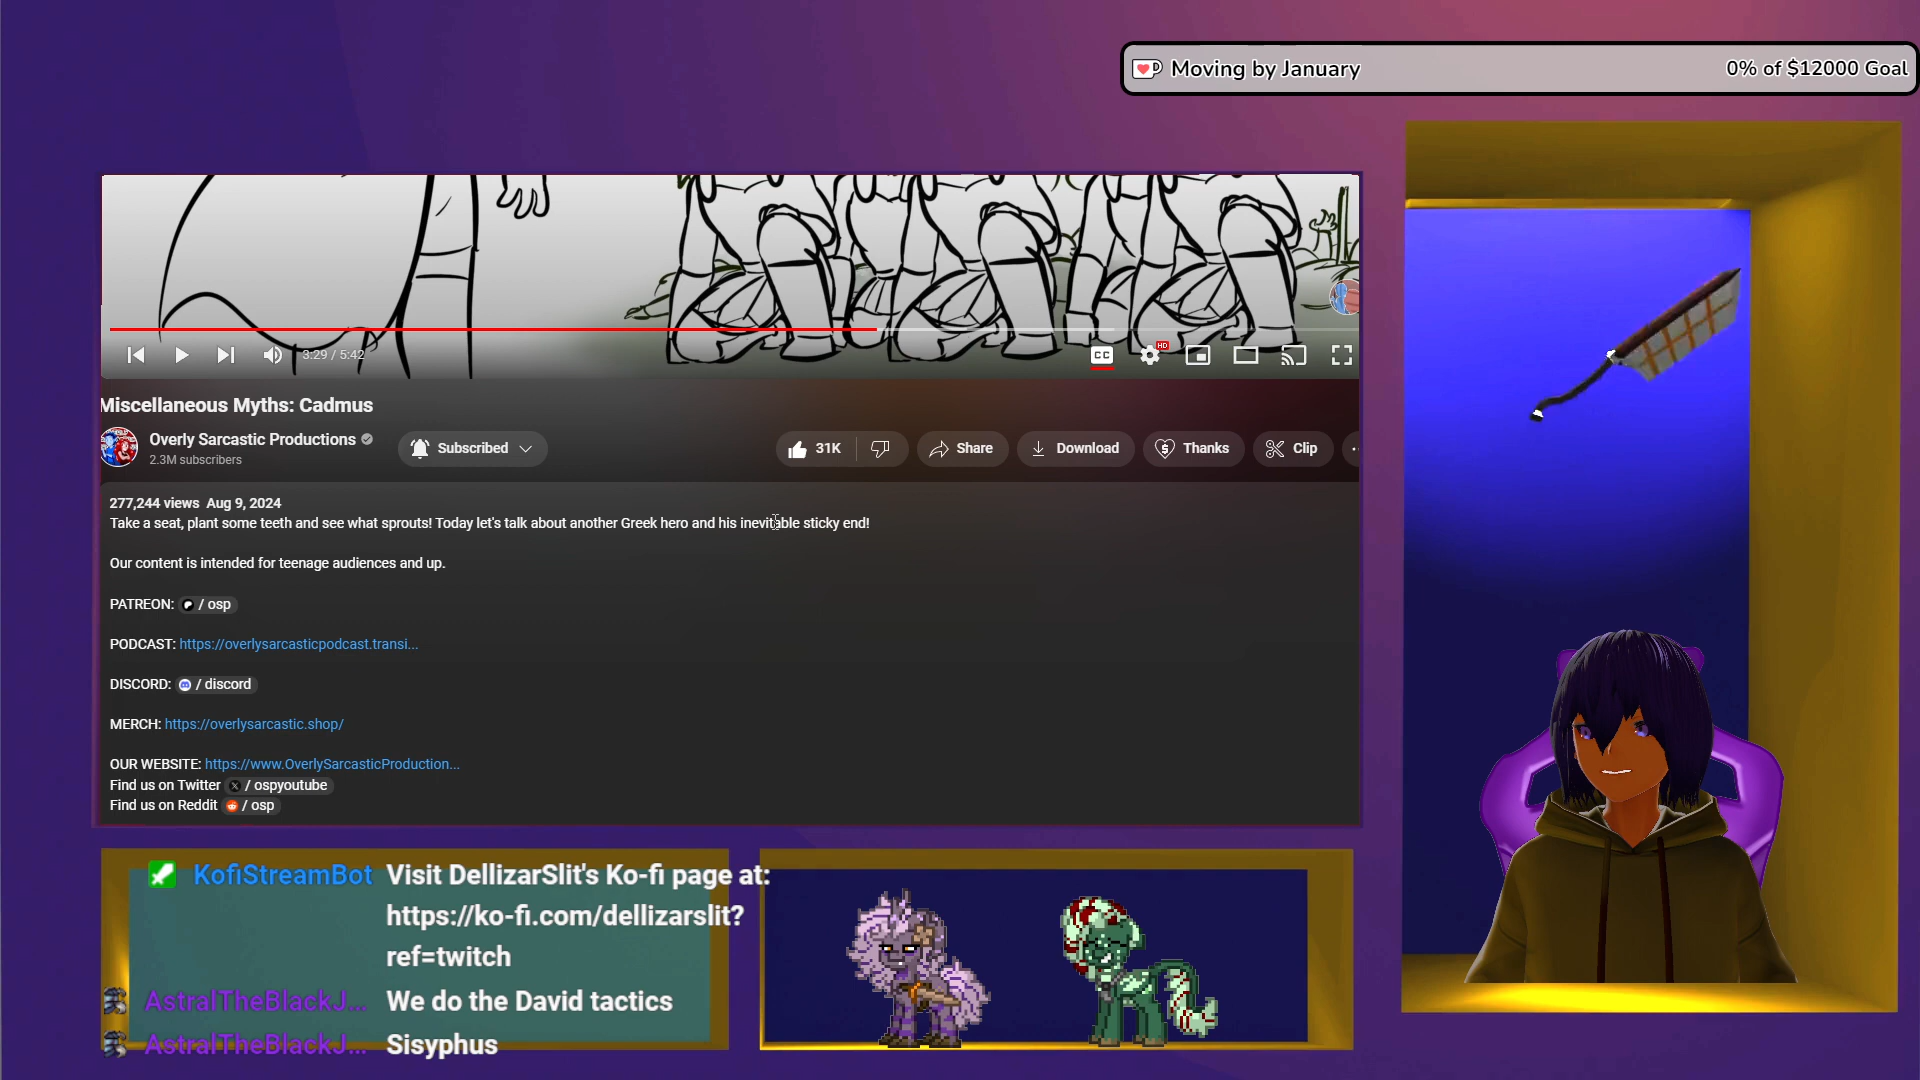 Moving by January 0% of $12000 Goal
3:29 / 5:42
CC
HD
Miscellaneous Myths: Cadmus
Overly Sarcastic Productions
2.3M subscribers
Subscribed
31K
Share
Download
Thanks
Clip
277,244 views Aug 9, 2024
Take a seat, plant some teeth and see what sprouts! Today let's talk about another Greek hero and his inevitable sticky end!
Our content is intended for teenage audiences and up.
PATREON: / osp
PODCAST: https://overlysarcasticpodcast.transi...
DISCORD: / discord
MERCH: https://overlysarcastic.shop/
OUR WEBSITE: https://www.OverlySarcasticProduction...
Find us on Twitter / ospyoutube
Find us on Reddit / osp
KofiStreamBot Visit DellizarSlit's Ko-fi page at:
https://ko-fi.com/dellizarslit?
ref=twitch
AstralTheBlackJ... We do the David tactics
AstralTheBlackJ... Sisyphus